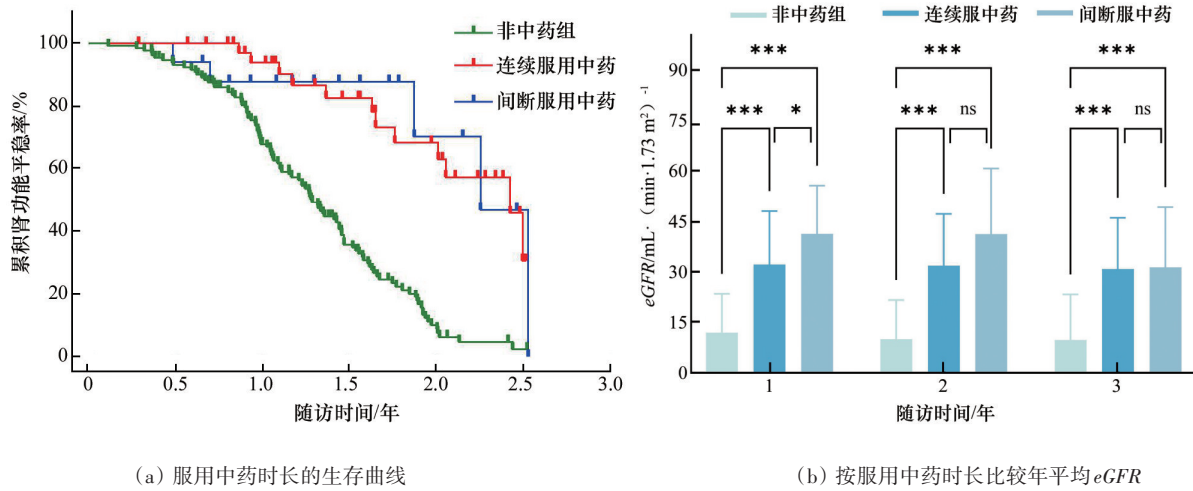 非中药组
连续服用中药
间断服用中药
累积肾功能平稳率/%
100
80
60
40
20
0
0
0.5
1.0
1.5
2.0
2.5
3.0
随访时间/年
(a) 服用中药时长的生存曲线
非中药组 连续服中药 间断服中药
eGFR/mL·(min·1.73 m²)⁻¹
90
75
60
45
30
15
0
***
***
*
***
***
ns
***
***
ns
1
2
3
随访时间/年
(b) 按服用中药时长比较年平均eGFR